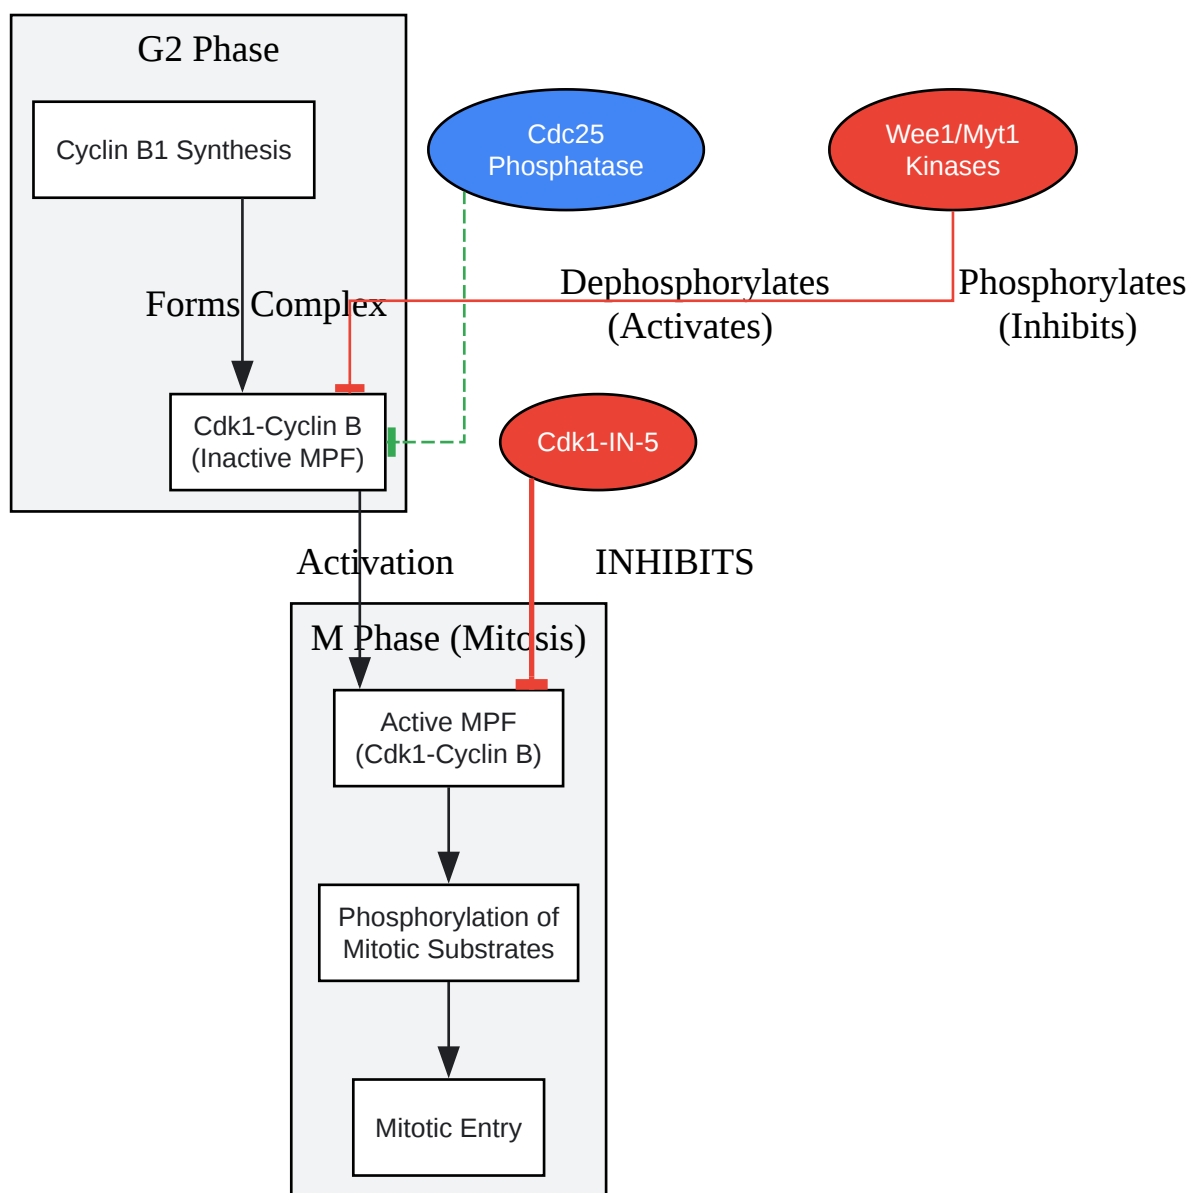 G2 Phase
Cyclin B1 Synthesis
Cdc25
Phosphatase
Wee1/Myt1
Kinases
Forms Complex
Dephosphorylates
(Activates)
Phosphorylates
(Inhibits)
Cdk1-Cyclin B
(Inactive MPF)
Cdk1-IN-5
Activation
INHIBITS
M Phase (Mitosis)
Active MPF
(Cdk1-Cyclin B)
Phosphorylation of
Mitotic Substrates
Mitotic Entry